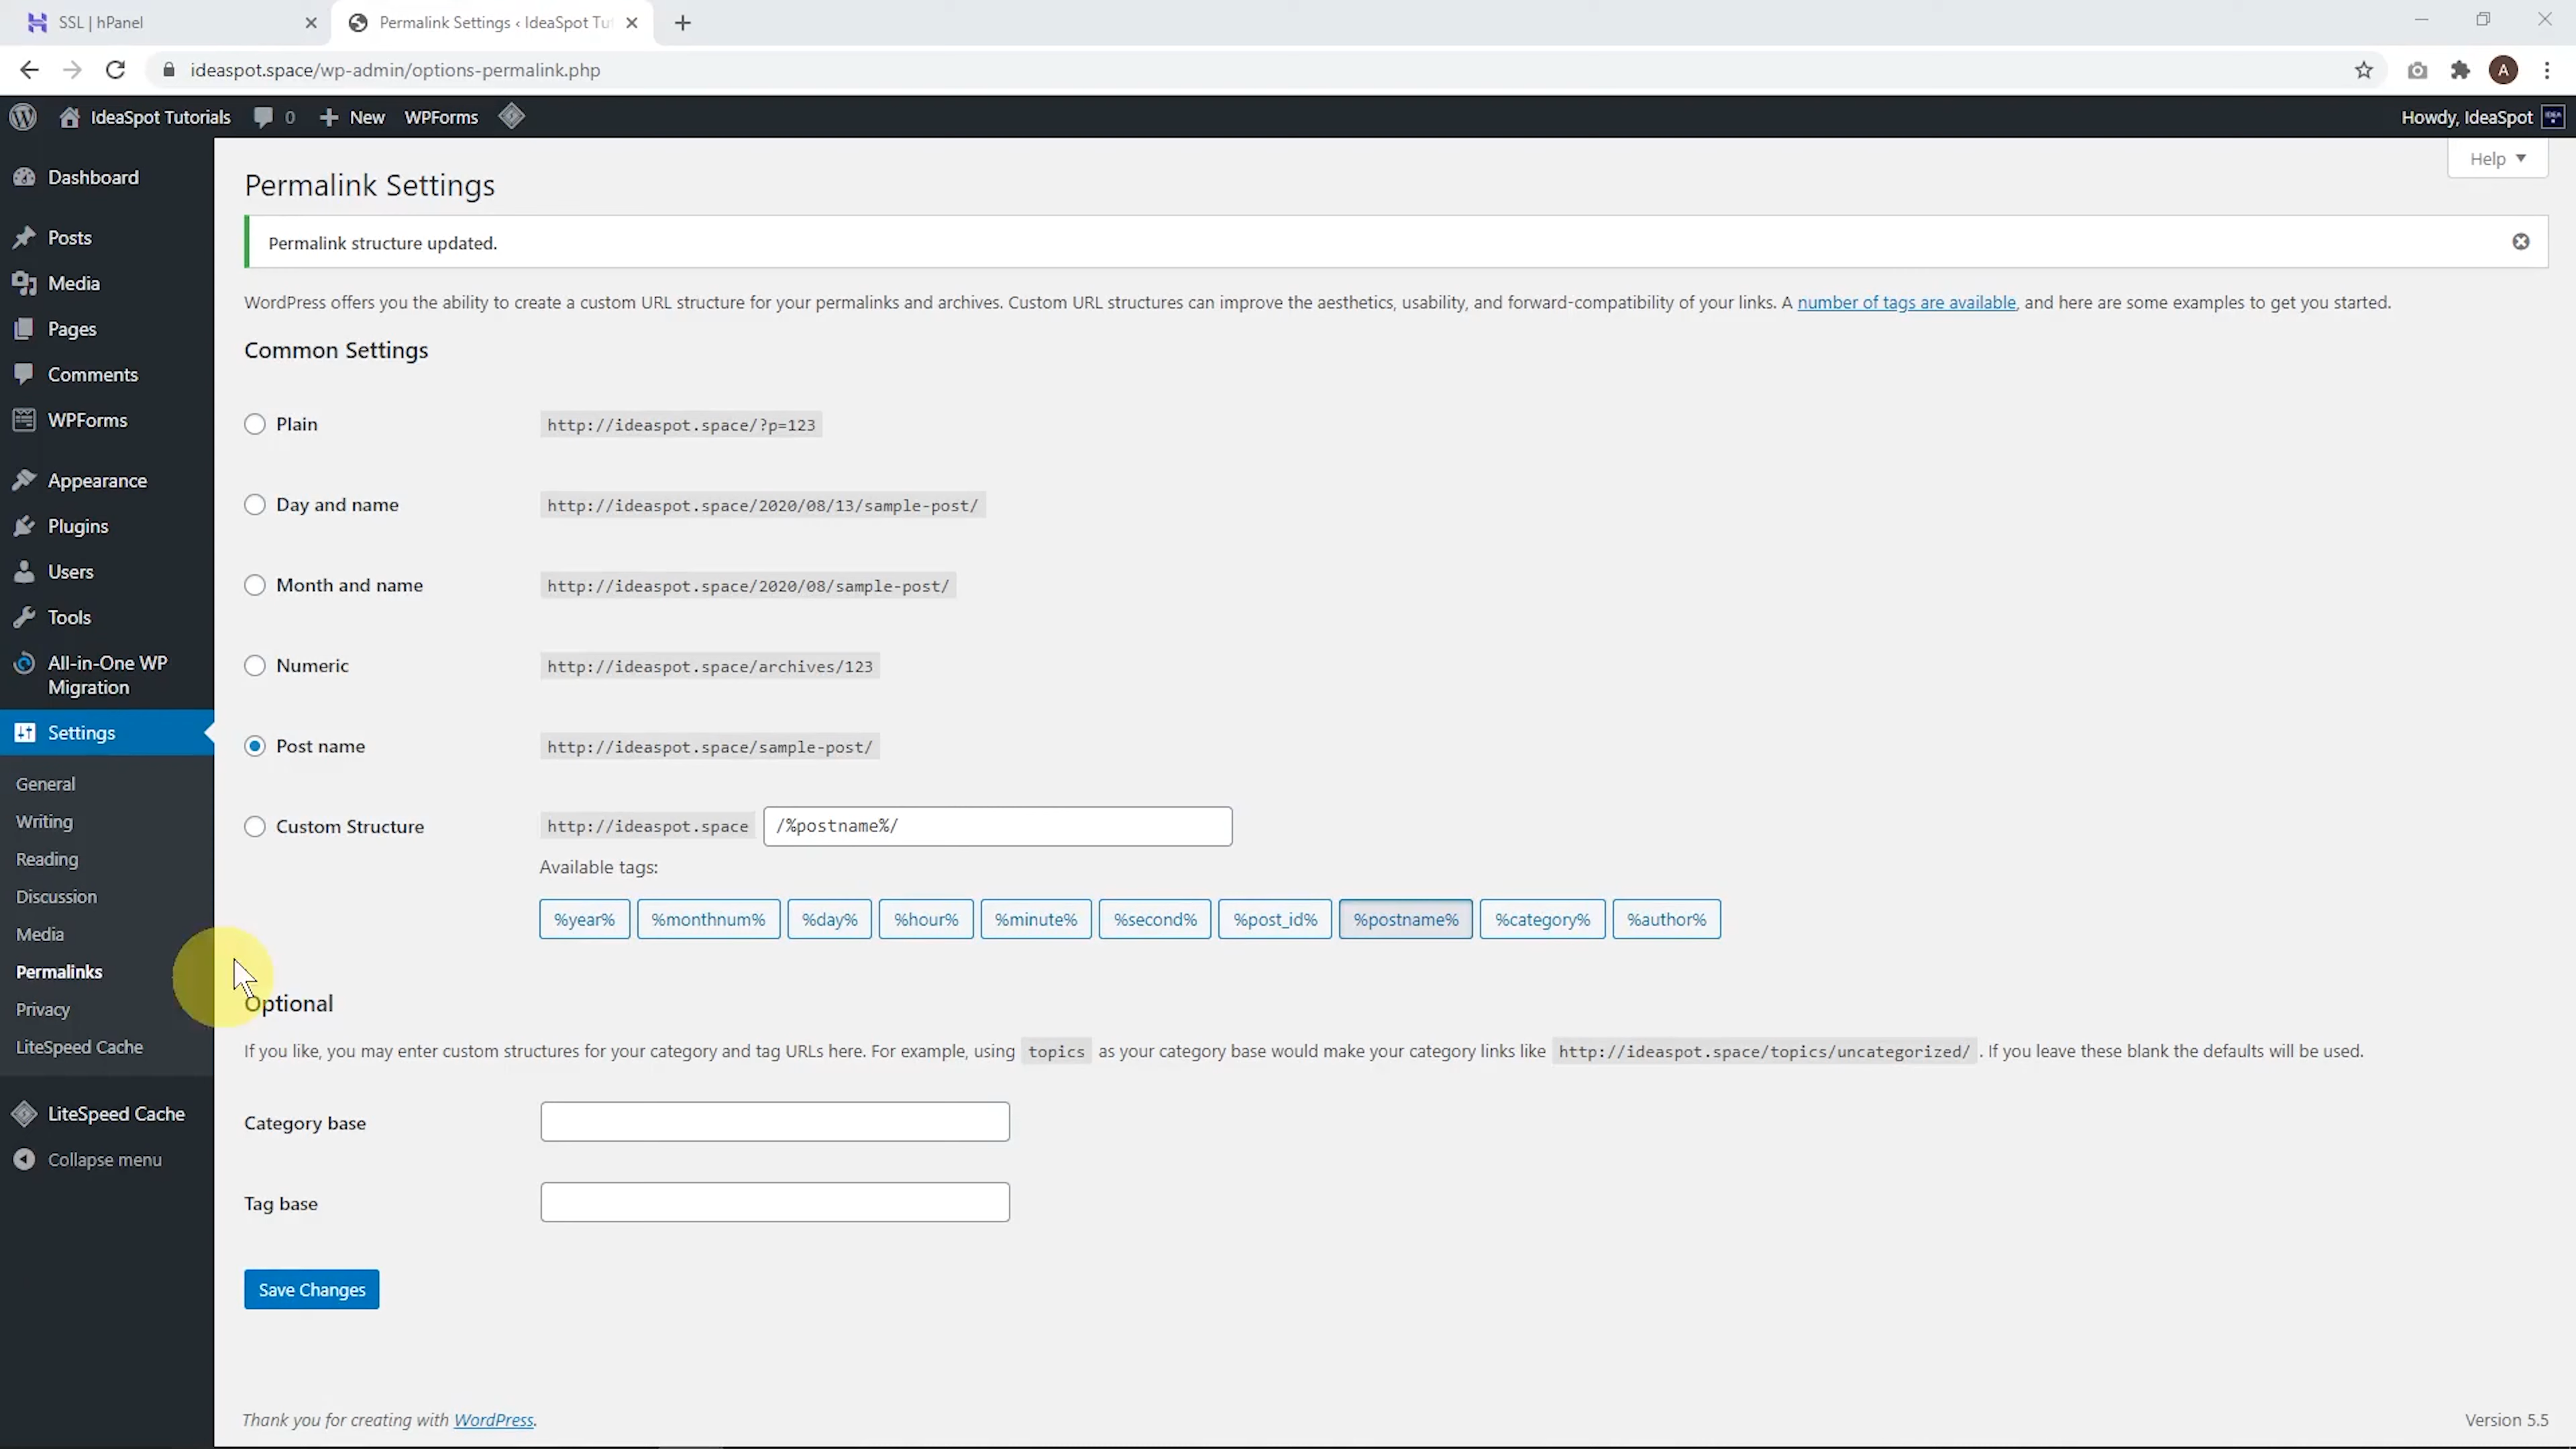 SSL | hPanel
Permalink Settings ‹ IdeaSpot Tut
ideaspot.space/wp-admin/options-permalink.php
A
IdeaSpot Tutorials
0
New
WPForms
Howdy, IdeaSpot
Help
Dashboard
Posts
Media
Pages
Comments
WPForms
Appearance
Plugins
Users
Tools
All-in-One WP
Migration
Settings
General
Writing
Reading
Discussion
Media
Permalinks
Privacy
LiteSpeed Cache
LiteSpeed Cache
Collapse menu
Permalink Settings
Permalink structure updated.
WordPress offers you the ability to create a custom URL structure for your permalinks and archives. Custom URL structures can improve the aesthetics, usability, and forward-compatibility of your links. A number of tags are available, and here are some examples to get you started.
Common Settings
Plain http://ideaspot.space/?p=123
Day and name http://ideaspot.space/2020/08/13/sample-post/
Month and name http://ideaspot.space/2020/08/sample-post/
Numeric http://ideaspot.space/archives/123
Post name http://ideaspot.space/sample-post/
Custom Structure http://ideaspot.space /%postname%/
Available tags:
%year% %monthnum% %day% %hour% %minute% %second% %post_id% %postname% %category% %author%
Optional
If you like, you may enter custom structures for your category and tag URLs here. For example, using topics as your category base would make your category links like http://ideaspot.space/topics/uncategorized/ . If you leave these blank the defaults will be used.
Category base
Tag base
Save Changes
Thank you for creating with WordPress.
Version 5.5